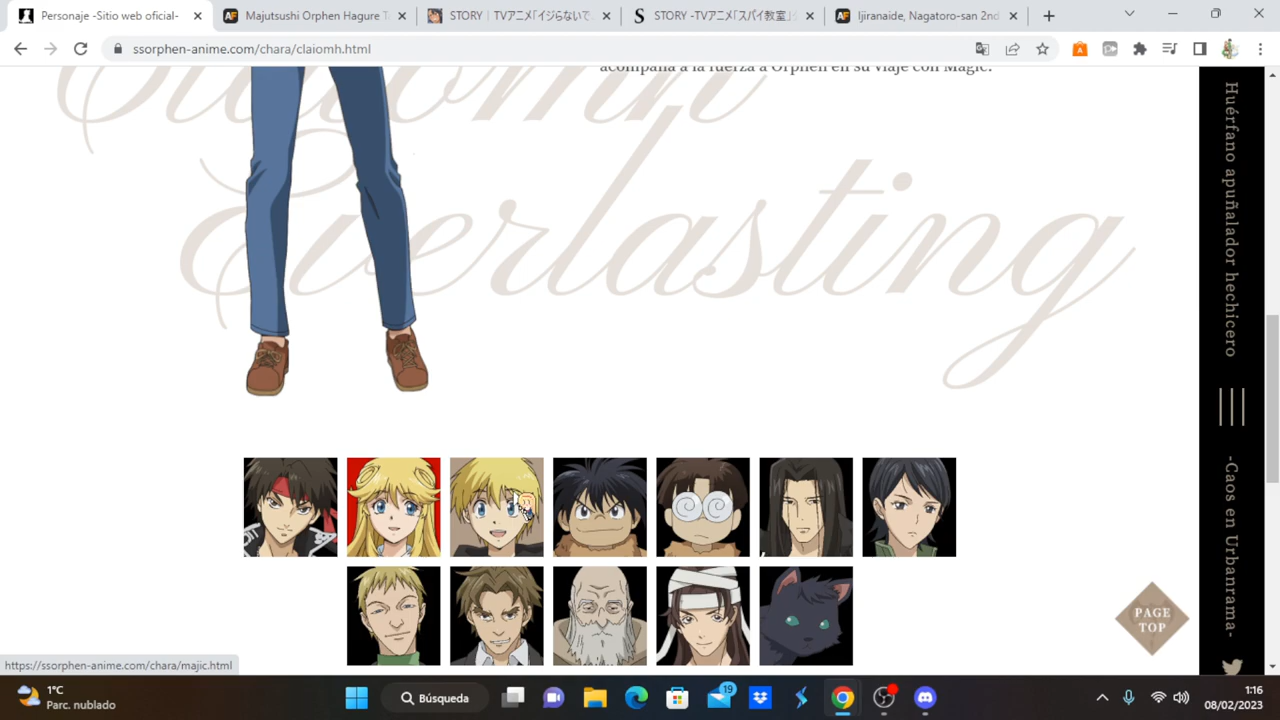 Personaje -Sitio web oficial-
Majutsushi Orphen Hagure T
STORY | TVアニメ「イジらないで、
STORY -TVアニメ「スパイ教室」
Ijiranaide, Nagatoro-san 2nd
ssorphen-anime.com/chara/claiomh.html
acompaña a la fuerza a Orphen en su viaje con Magic.
Claiomh
Everlasting
Huérfano apuñalador hechicero
-Caos en Urbanrama-
PAGE
TOP
https://ssorphen-anime.com/chara/majic.html
1°C
Parc. nublado
Búsqueda
19
1:16
08/02/2023